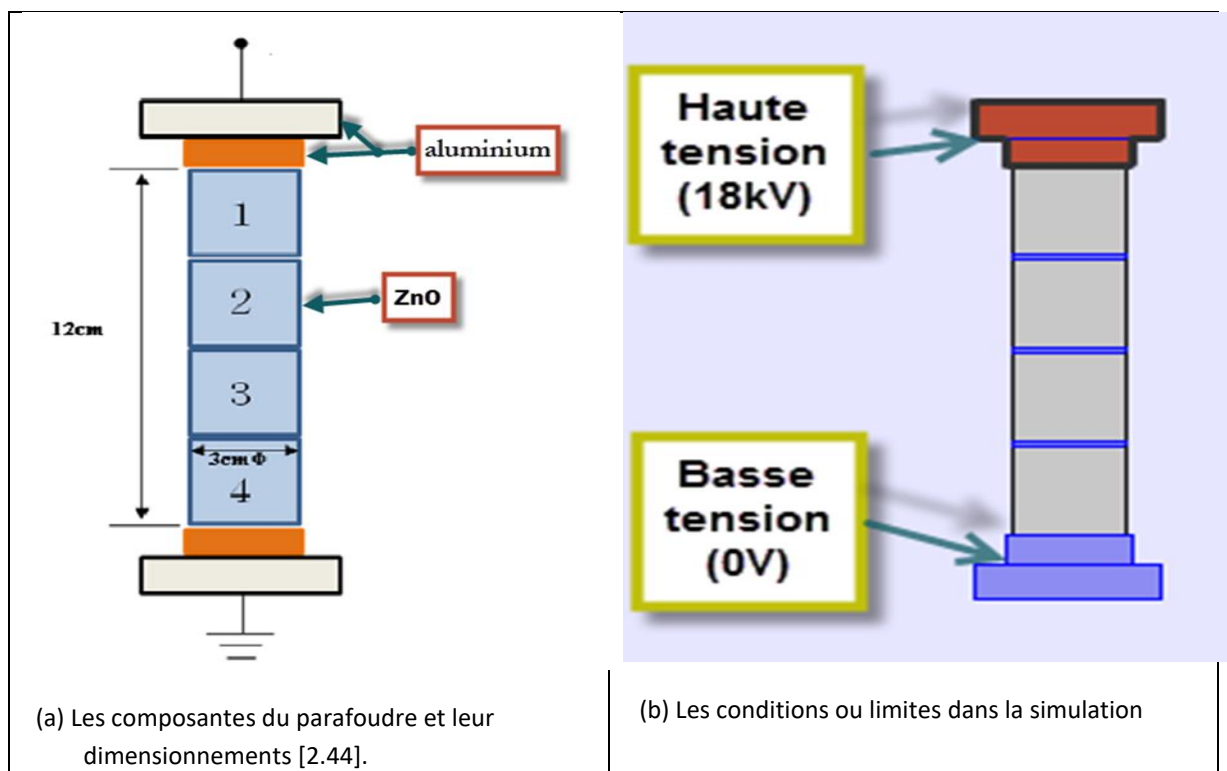 aluminium
1
2
ZnO
12cm
3
3cm Φ
4
(a) Les composantes du parafoudre et leur
dimensionnements [2.44].
Haute
tension
(18kV)
Basse
tension
(0V)
(b) Les conditions ou limites dans la simulation